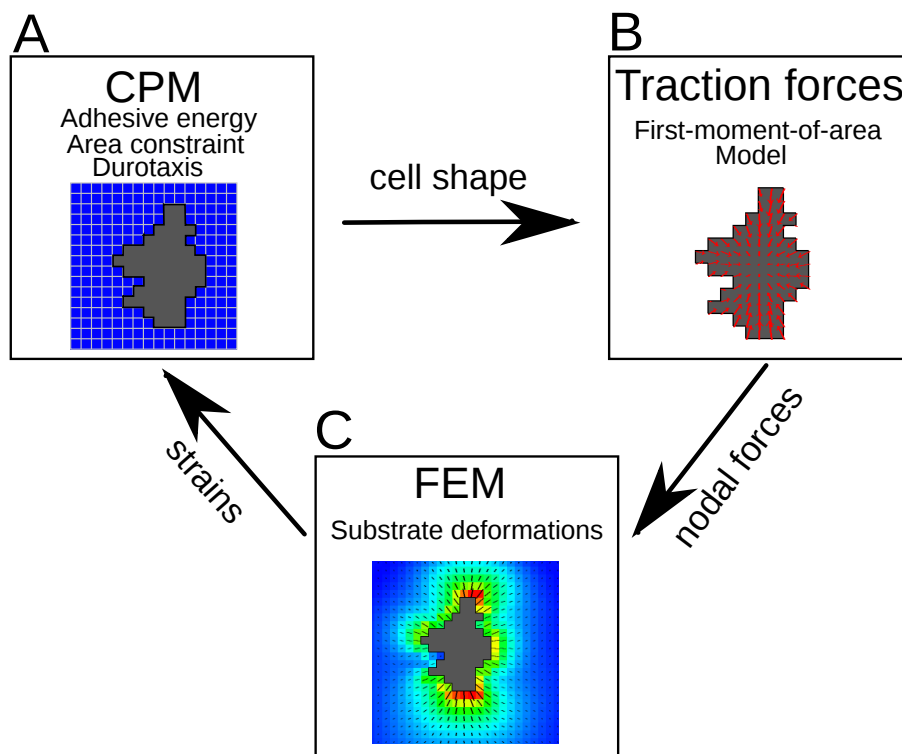 A
CPM
Adhesive energy
Area constraint
Durotaxis
cell shape
B
Traction forces
First-moment-of-area
Model
nodal forces
C
FEM
Substrate deformations
strains